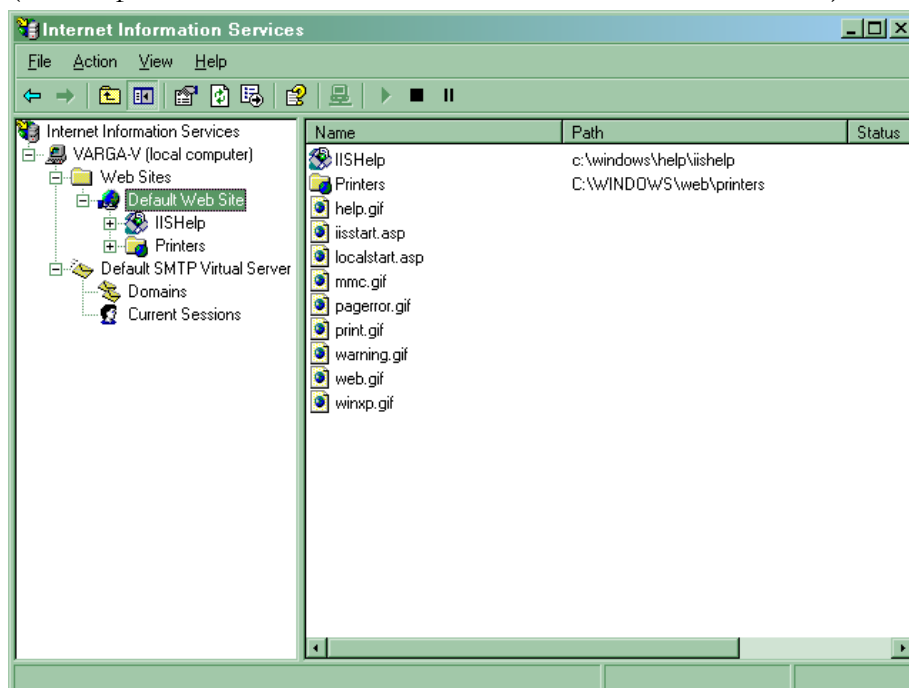 Internet Information Services
File Action View Help
Internet Information Services
VARGA-V (local computer)
Web Sites
Default Web Site
IISHelp
Printers
Default SMTP Virtual Server
Domains
Current Sessions
Name Path Status
IISHelp c:\windows\help\iishelp
Printers C:\WINDOWS\web\printers
help.gif
iisstart.asp
localstart.asp
mmc.gif
pagerror.gif
print.gif
warning.gif
web.gif
winxp.gif